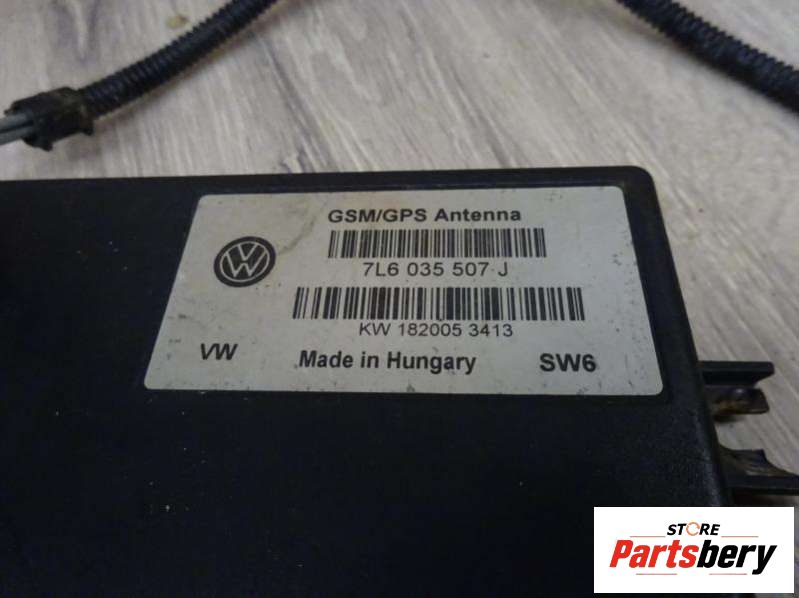 GSM/GPS Antenna
7L6 035 507 J
KW 182005 3413
VW Made in Hungary SW6
STORE
Partsbery